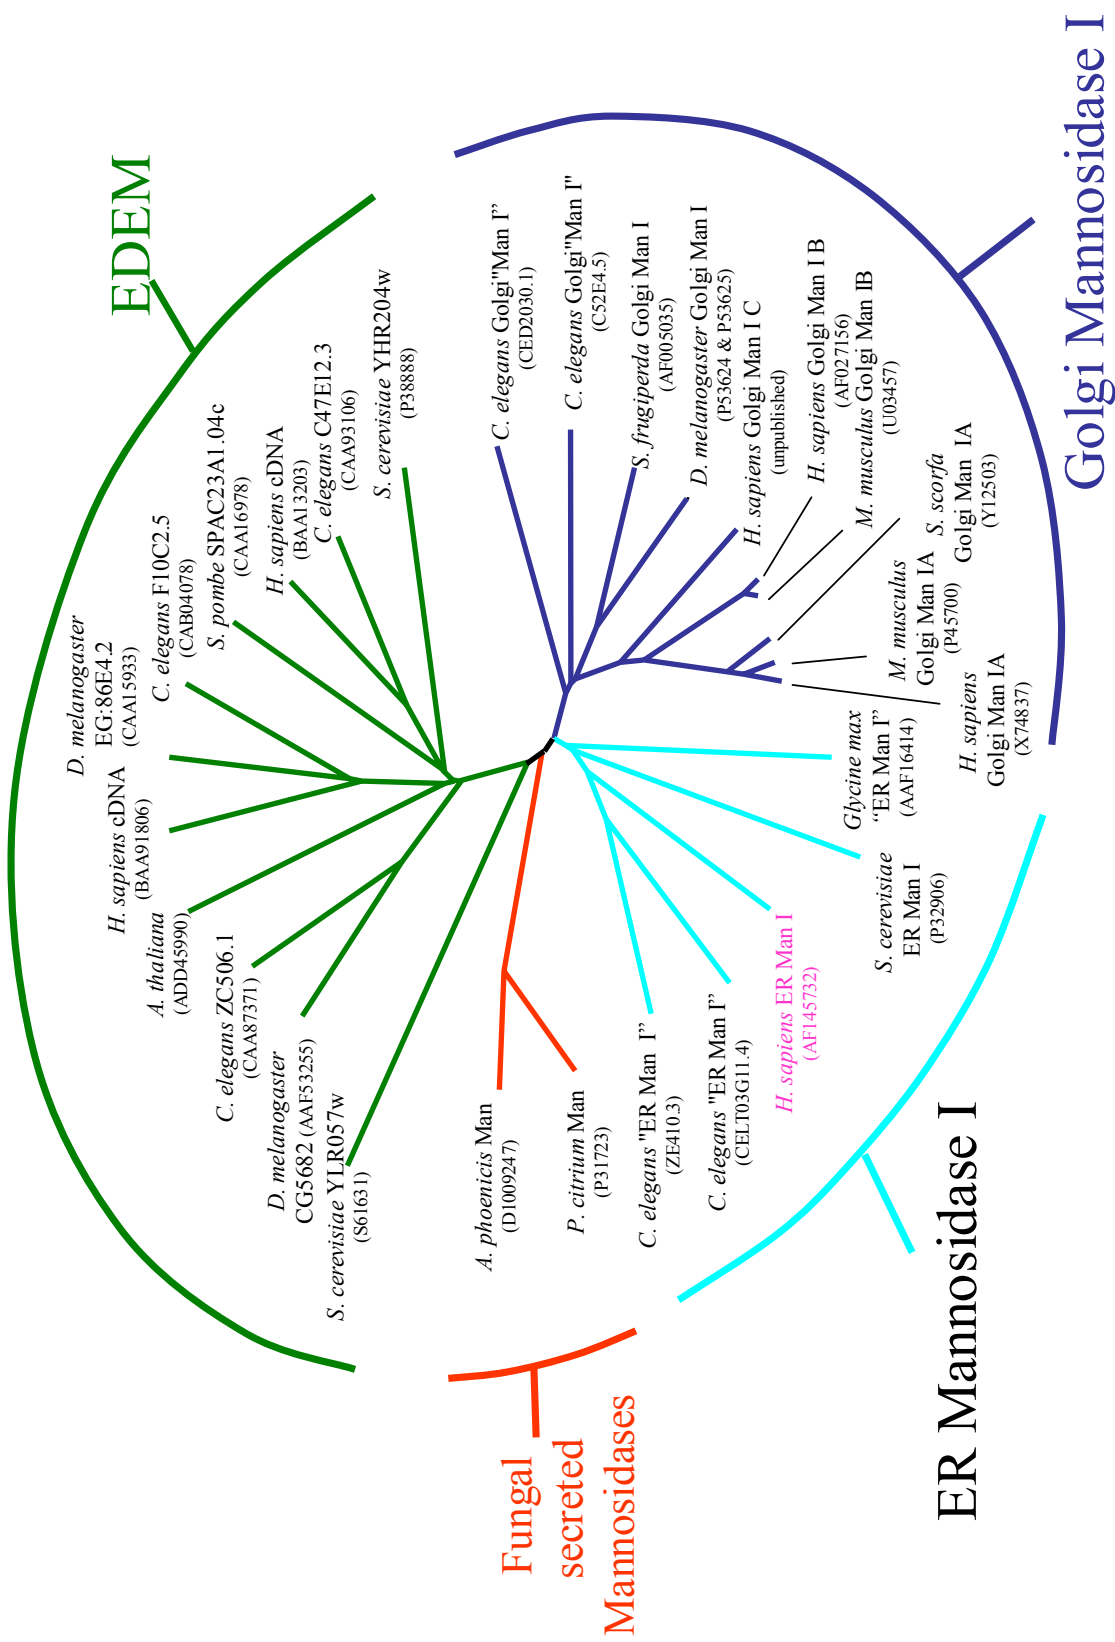 EDEM
D. melanogaster
EG:86E4.2
(CAA15933)
C. elegans F10C2.5
(CAB04078)
S. pombe SPAC23A1.04c
(CAA16978)
H. sapiens cDNA
(BAA13203)
C. elegans C47E12.3
(CAA93106)
S. cerevisiae YHR204w
(P38888)
H. sapiens cDNA
(BAA91806)
A. thaliana
(ADD45990)
C. elegans ZC506.1
(CAA87371)
D. melanogaster
CG5682 (AAF53255)
S. cerevisiae YLR057w
(S61631)
Fungal
secreted
Mannosidases
A. phoenicis Man
(D1009247)
P. citrium Man
(P31723)
ER Mannosidase I
C. elegans "ER Man I”
(ZE410.3)
C. elegans "ER Man I”
(CELT03G11.4)
H. sapiens ER Man I
(AF145732)
S. cerevisiae
ER Man I
(P32906)
Glycine max
“ER Man I”
(AAF16414)
Golgi Mannosidase I
C. elegans Golgi"Man I”
(CED2030.1)
C. elegans Golgi"Man I"
(C52E4.5)
S. frugiperda Golgi Man I
(AF005035)
D. melanogaster Golgi Man I
(P53624 & P53625)
H. sapiens Golgi Man I C
(unpublished)
H. sapiens Golgi Man I B
(AF027156)
M. musculus Golgi Man IB
(U03457)
S. scorfa
Golgi Man IA
(Y12503)
M. musculus
Golgi Man IA
(P45700)
H. sapiens
Golgi Man IA
(X74837)